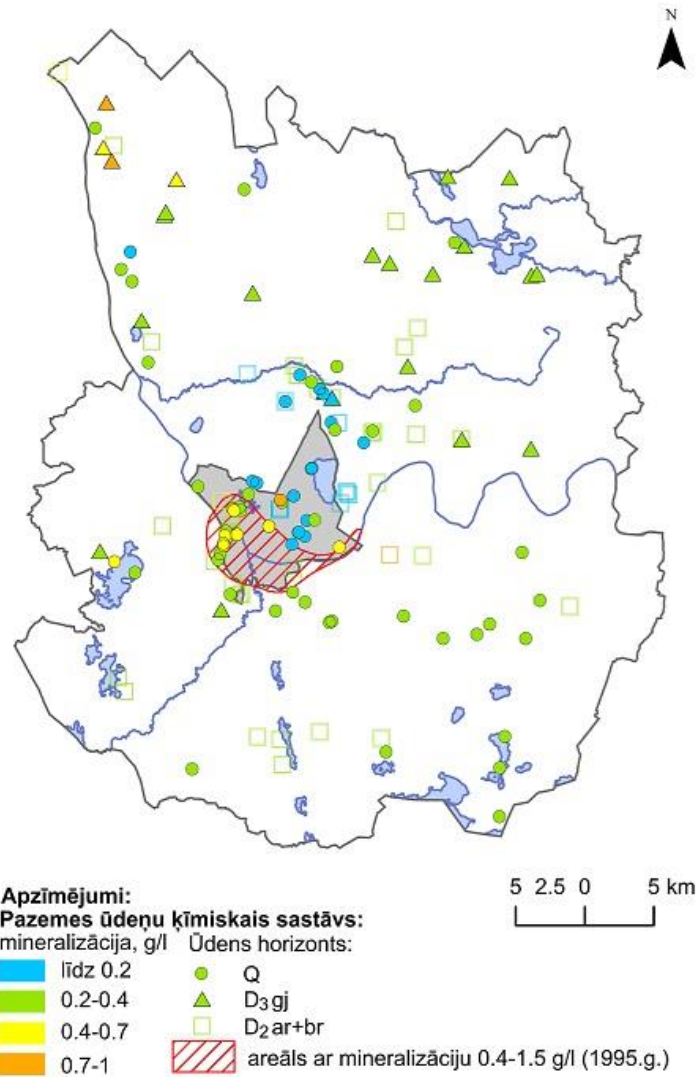 N
5 2.5 0 5 km
Apzīmējumi:
Pazemes ūdeņu ķīmiskais sastāvs:
mineralizācija, g/l Ūdens horizonts:
līdz 0.2 Q
0.2-0.4 D₃gj
0.4-0.7 D₂ar+br
0.7-1 areāls ar mineralizāciju 0.4-1.5 g/l (1995.g.)